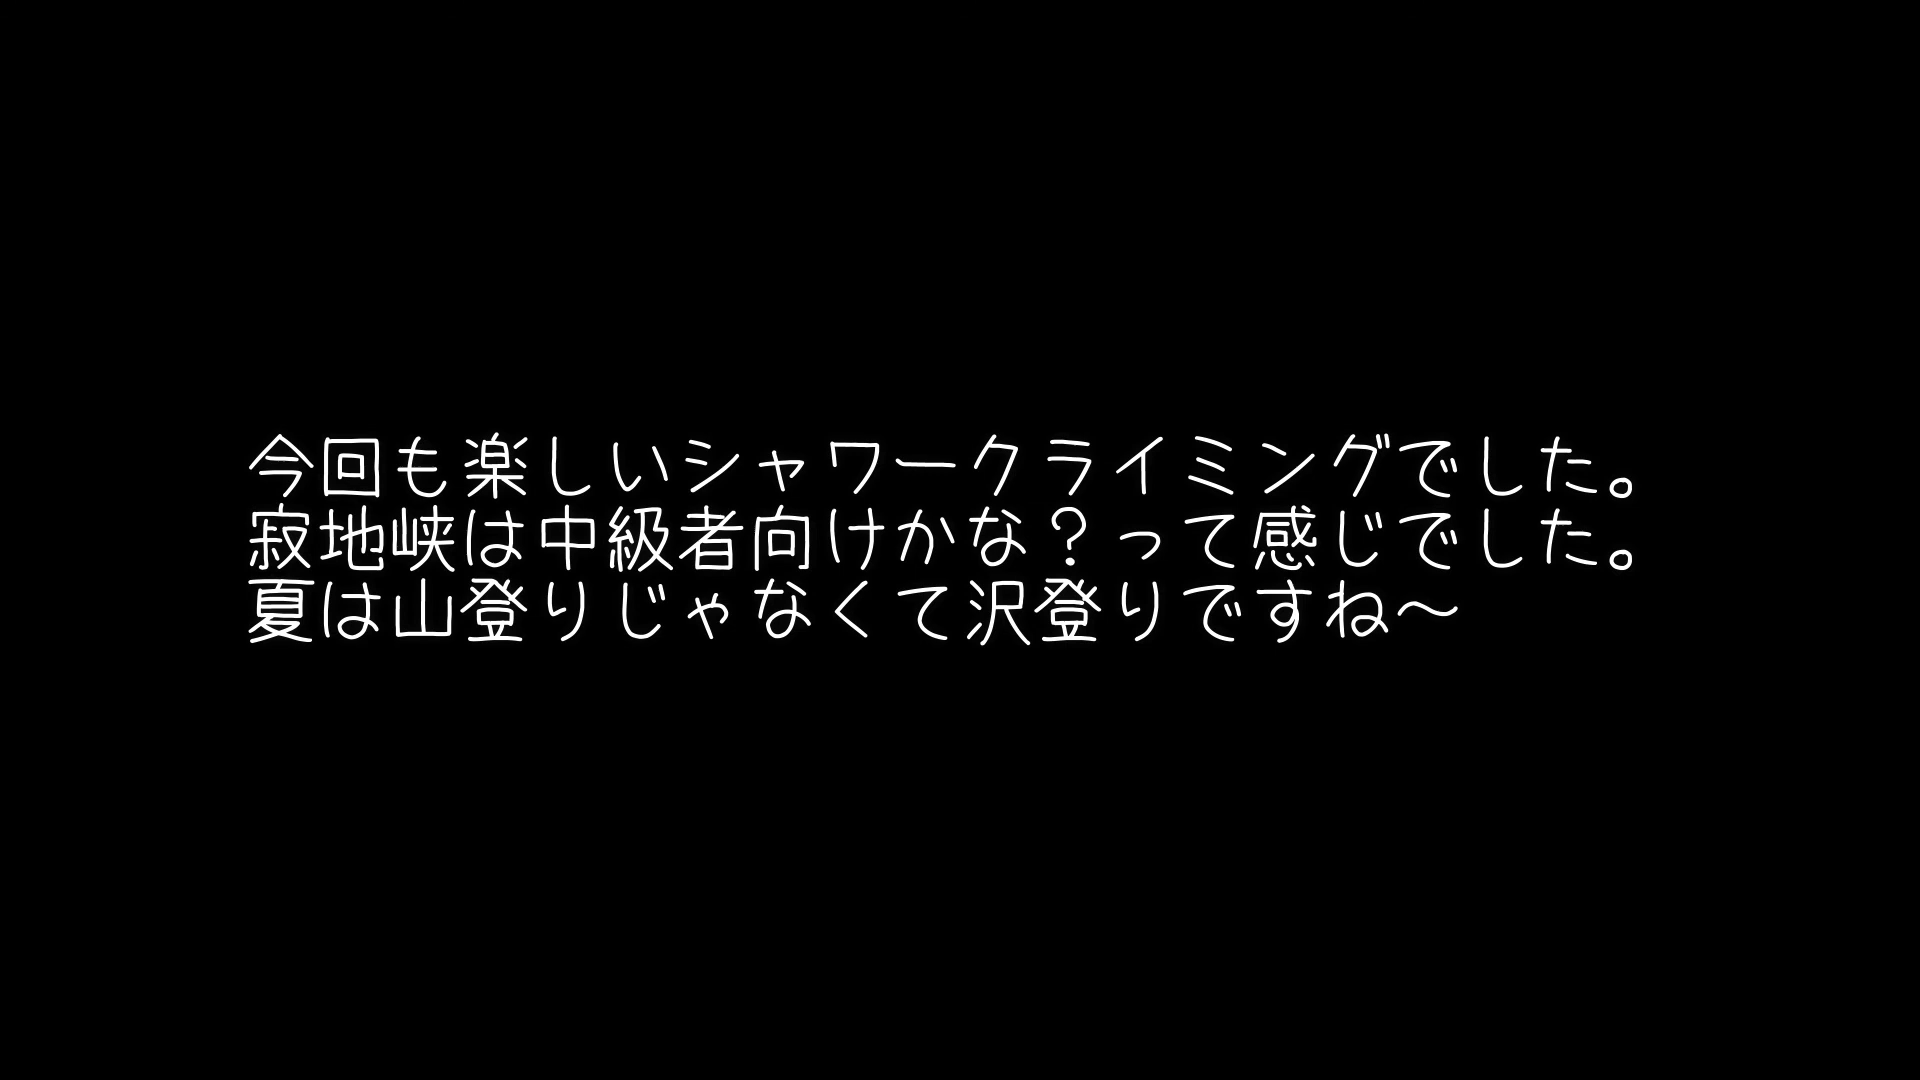 今回も楽しいシャワークライミングでした。
寂地峡は中級者向けかな？って感じでした。
夏は山登りじゃなくて沢登りですね～